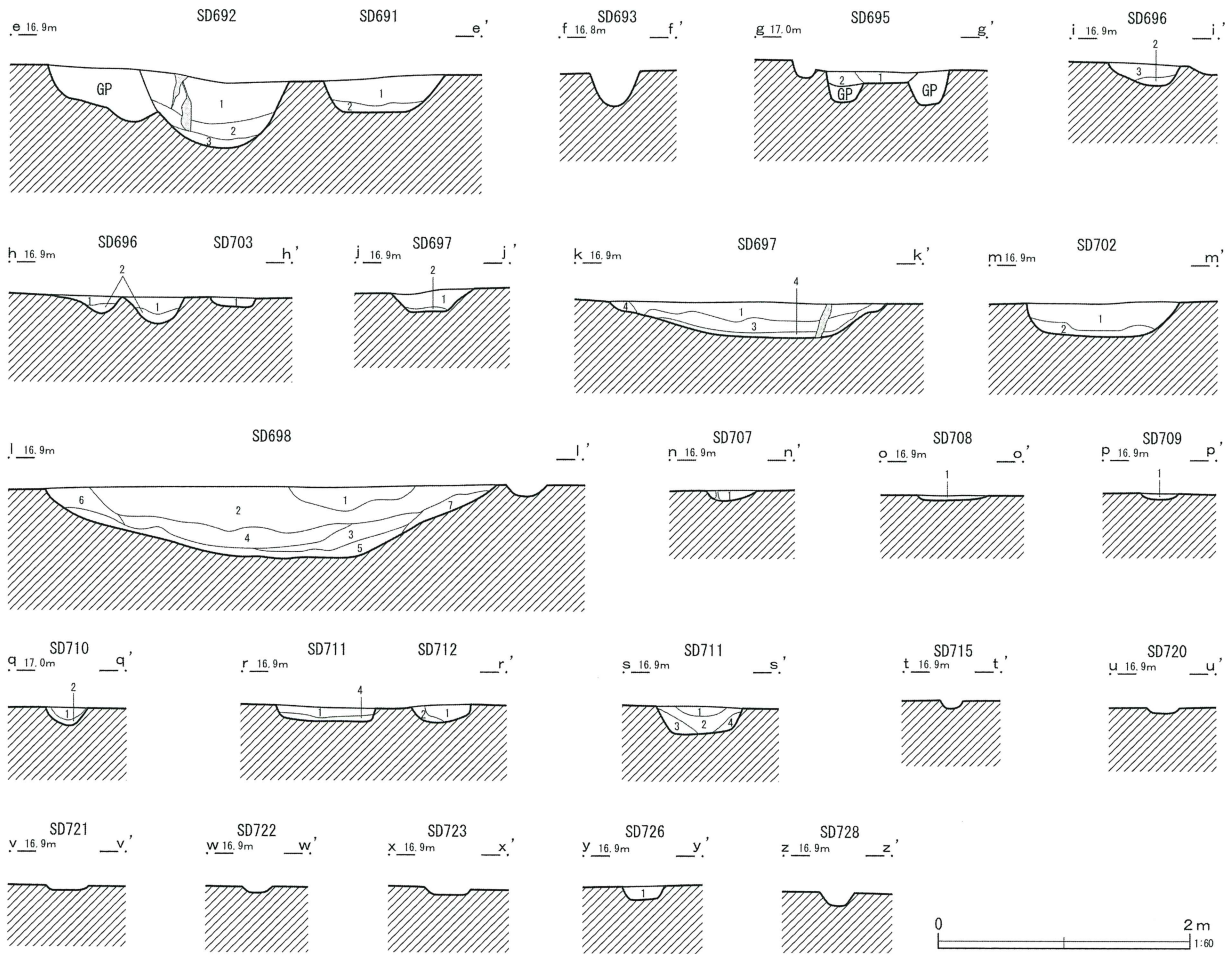 SD692 SD691
e 16.9m e'
GP 1 2 3 1 2
SD693
f 16.8m f'
SD695
g 17.0m g'
2 1 GP GP
SD696
i 16.9m i'
2
3
SD696 SD703
h 16.9m h'
2
1 1 1
SD697
j 16.9m j'
2
1
SD697
k 16.9m k'
4
4 1 3
SD702
m 16.9m m'
1
2
SD698
l 16.9m l'
6 2 1 7
4 3 5
SD707
n 16.9m n'
1
SD708
o 16.9m o'
1
SD709
p 16.9m p'
1
SD710
q 17.0m q'
2
1
SD711 SD712
r 16.9m r'
4
1 2 1
SD711
s 16.9m s'
1
3 2 4
SD715
t 16.9m t'
SD720
u 16.9m u'
SD721
v 16.9m v'
SD722
w 16.9m w'
SD723
x 16.9m x'
SD726
y 16.9m y'
1
SD728
z 16.9m z'
0 2m
1:60